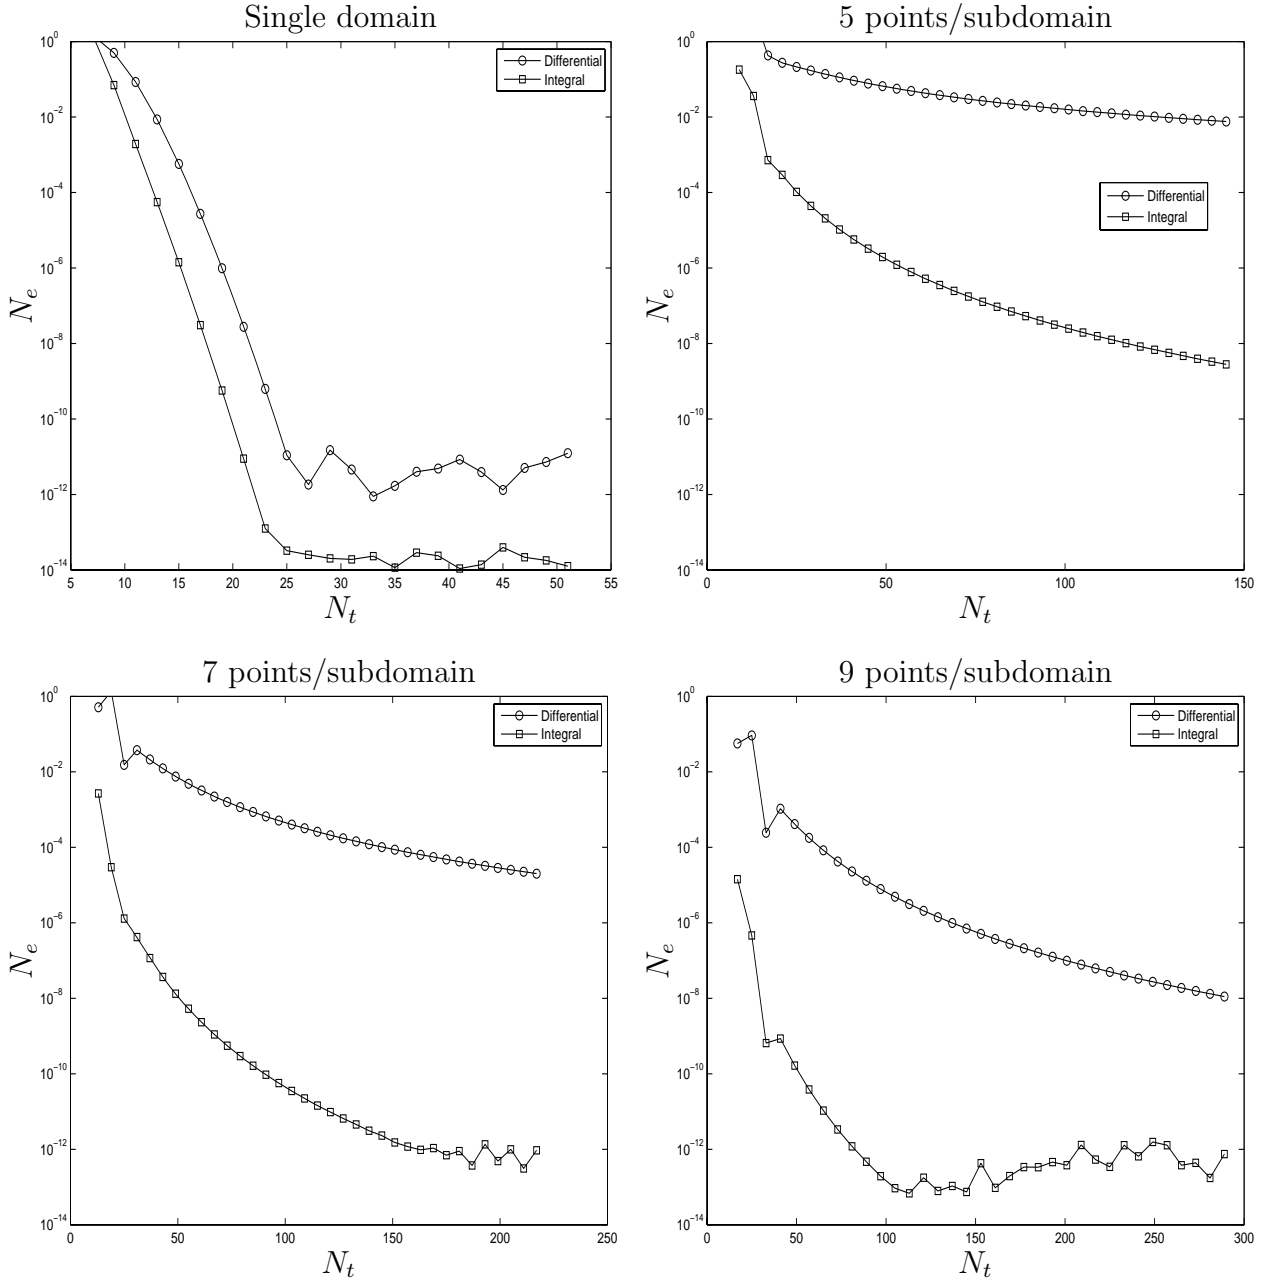 Single domain
10^0
10^−2
10^−4
10^−6
10^−8
10^−10
10^−12
10^−14
N_e
5 10 15 20 25 30 35 40 45 50 55
N_t
Differential
Integral
5 points/subdomain
10^0
10^−2
10^−4
10^−6
10^−8
10^−10
10^−12
10^−14
N_e
0 50 100 150
N_t
Differential
Integral
7 points/subdomain
10^0
10^−2
10^−4
10^−6
10^−8
10^−10
10^−12
10^−14
N_e
0 50 100 150 200 250
N_t
Differential
Integral
9 points/subdomain
10^0
10^−2
10^−4
10^−6
10^−8
10^−10
10^−12
10^−14
N_e
0 50 100 150 200 250 300
N_t
Differential
Integral